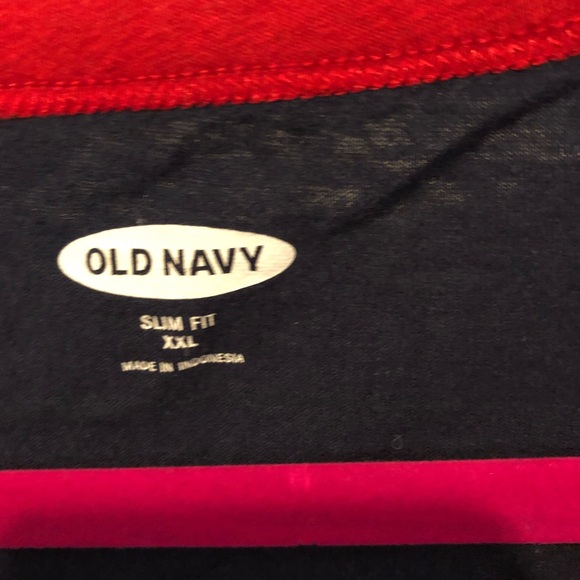 OLD NAVY
SLIM FIT
XXL
MADE IN INDONESIA